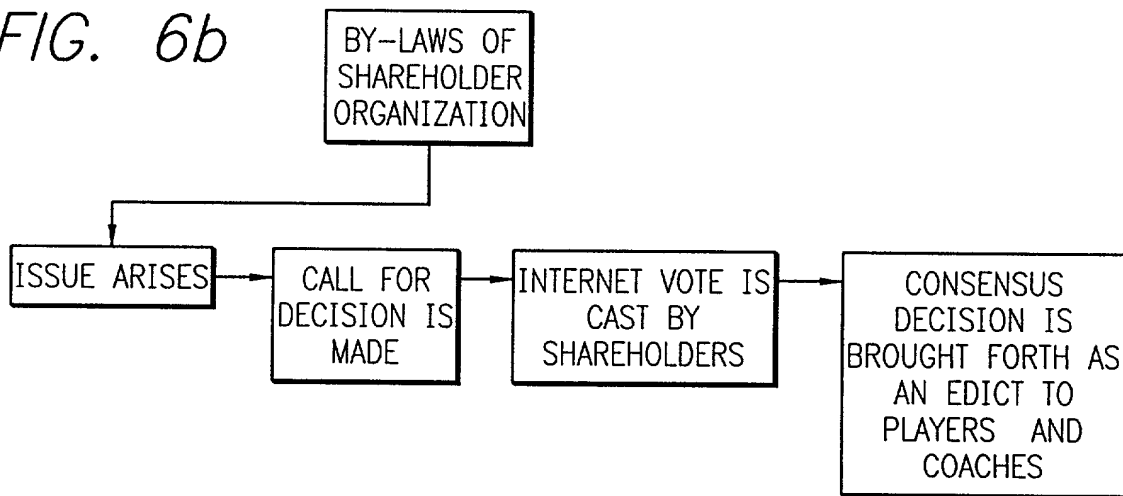 FIG. 6b
BY-LAWS OF
SHAREHOLDER
ORGANIZATION
ISSUE ARISES
CALL FOR
DECISION IS
MADE
INTERNET VOTE IS
CAST BY
SHAREHOLDERS
CONSENSUS
DECISION IS
BROUGHT FORTH AS
AN EDICT TO
PLAYERS AND
COACHES